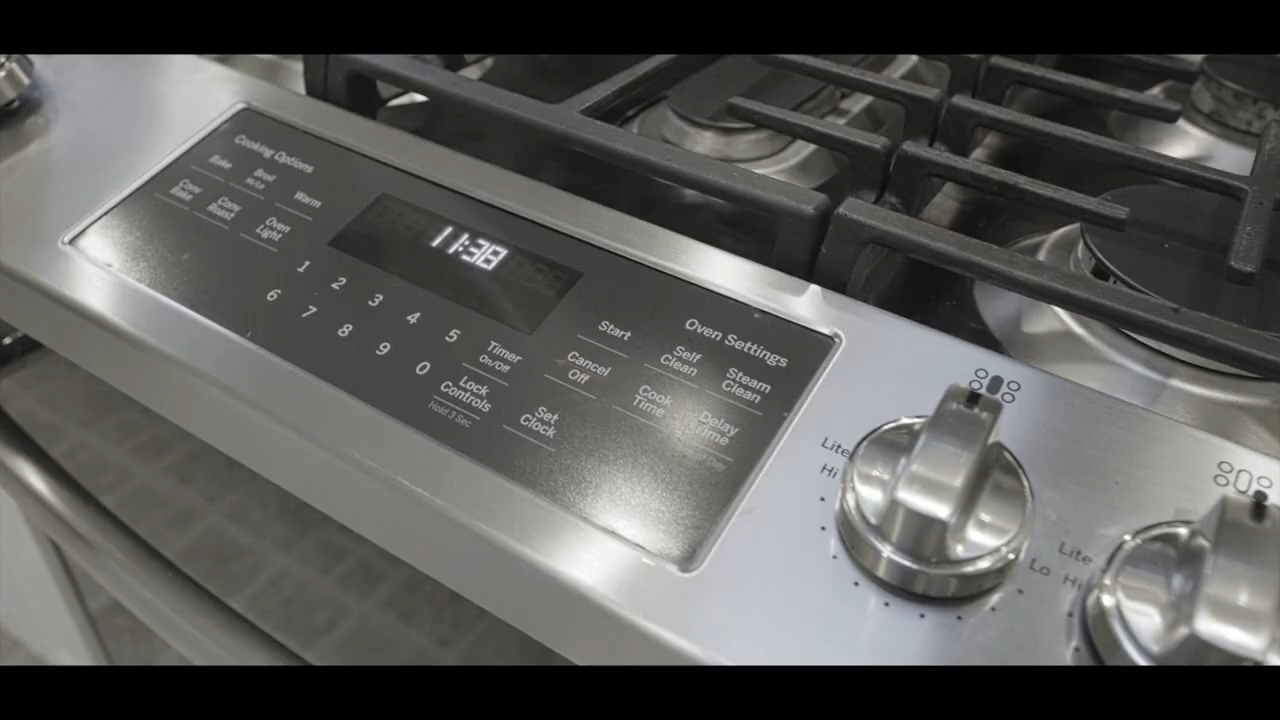 Cooking Options
Bake
Broil
Hi/Lo
Warm
Conv
Bake
Conv
Roast
Oven
Light
11:38
1 2 3 4 5
6 7 8 9 0
Timer
On/Off
Lock
Controls
Hold 3 Sec
Start
Cancel
Off
Set
Clock
Oven Settings
Self
Clean
Steam
Clean
Cook
Time
Delay
Time
Lite
Hi
Lite
Lo
Hi